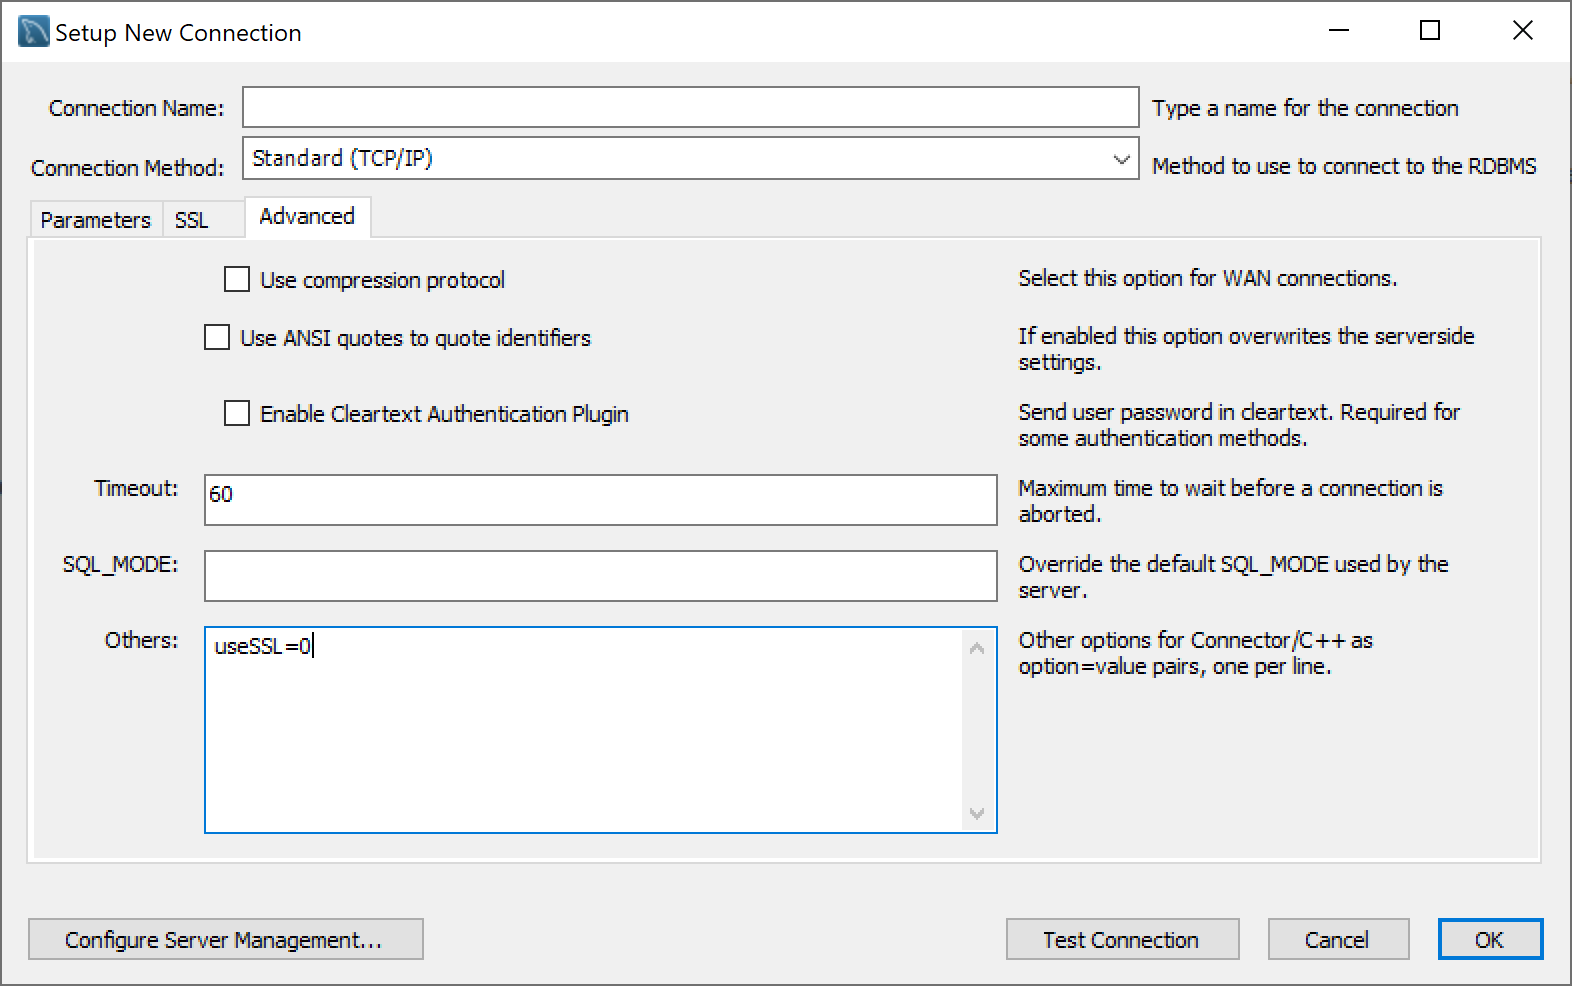 Setup New Connection
Connection Name:
Type a name for the connection
Connection Method:
Standard (TCP/IP)
Method to use to connect to the RDBMS
Parameters
SSL
Advanced
Use compression protocol
Select this option for WAN connections.
Use ANSI quotes to quote identifiers
If enabled this option overwrites the serverside
settings.
Enable Cleartext Authentication Plugin
Send user password in cleartext. Required for
some authentication methods.
Timeout:
60
Maximum time to wait before a connection is
aborted.
SQL_MODE:
Override the default SQL_MODE used by the
server.
Others:
useSSL=0
Other options for Connector/C++ as
option=value pairs, one per line.
Configure Server Management...
Test Connection
Cancel
OK